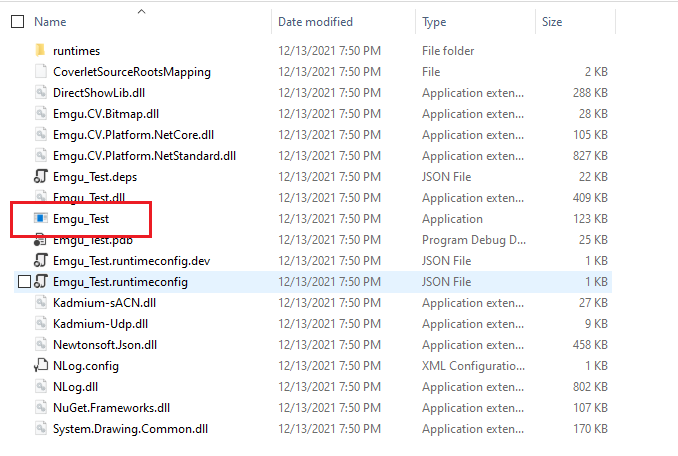 Name Date modified Type Size
runtimes 12/13/2021 7:50 PM File folder
CoverletSourceRootsMapping 12/13/2021 7:50 PM File 2 KB
DirectShowLib.dll 12/13/2021 7:50 PM Application exten... 288 KB
Emgu.CV.Bitmap.dll 12/13/2021 7:50 PM Application exten... 28 KB
Emgu.CV.Platform.NetCore.dll 12/13/2021 7:50 PM Application exten... 105 KB
Emgu.CV.Platform.NetStandard.dll 12/13/2021 7:50 PM Application exten... 827 KB
Emgu_Test.deps 12/13/2021 7:50 PM JSON File 22 KB
Emgu_Test.dll 12/13/2021 7:50 PM Application exten... 409 KB
Emgu_Test 12/13/2021 7:50 PM Application 123 KB
Emgu_Test.pdb 12/13/2021 7:50 PM Program Debug D... 25 KB
Emgu_Test.runtimeconfig.dev 12/13/2021 7:50 PM JSON File 1 KB
Emgu_Test.runtimeconfig 12/13/2021 7:50 PM JSON File 1 KB
Kadmium-sACN.dll 12/13/2021 7:50 PM Application exten... 27 KB
Kadmium-Udp.dll 12/13/2021 7:50 PM Application exten... 9 KB
Newtonsoft.Json.dll 12/13/2021 7:50 PM Application exten... 458 KB
NLog.config 12/13/2021 7:50 PM XML Configuratio... 1 KB
NLog.dll 12/13/2021 7:50 PM Application exten... 802 KB
NuGet.Frameworks.dll 12/13/2021 7:50 PM Application exten... 107 KB
System.Drawing.Common.dll 12/13/2021 7:50 PM Application exten... 170 KB